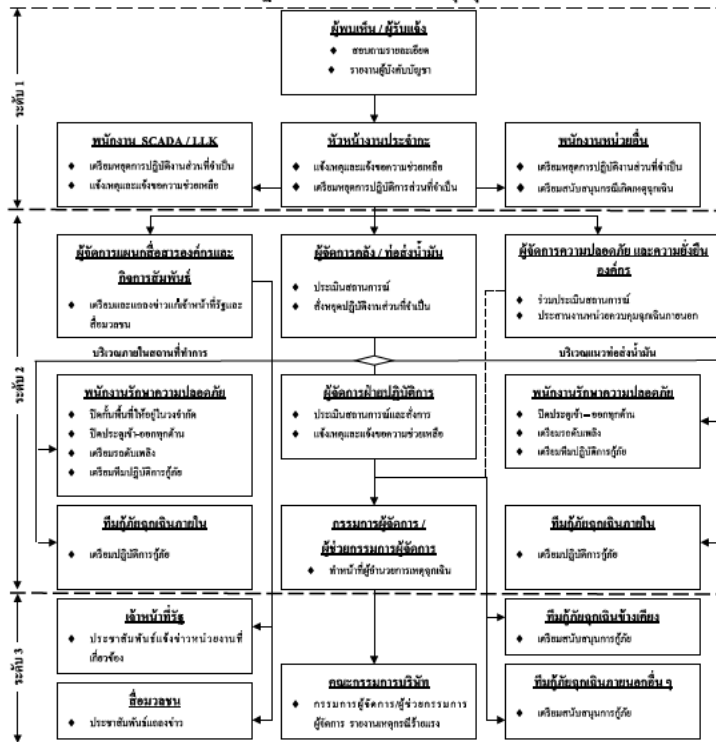 ผู้พบเห็น / ผู้รับแจ้ง
♦ สอบถามรายละเอียด
♦ รายงานผู้บังคับบัญชา
ระดับ 1
พนักงาน SCADA / LLK
♦ เตรียมหยุดการปฏิบัติงานส่วนที่จำเป็น
♦ แจ้งเหตุและแจ้งขอความช่วยเหลือ
หัวหน้างานประจำกะ
♦ แจ้งเหตุและแจ้งขอความช่วยเหลือ
♦ เตรียมหยุดการปฏิบัติการส่วนที่จำเป็น
พนักงานหน่วยอื่น
♦ เตรียมหยุดการปฏิบัติงานส่วนที่จำเป็น
♦ เตรียมสนับสนุนกรณีเกิดเหตุฉุกเฉิน
ระดับ 2
ผู้จัดการแผนกสื่อสารองค์กรและ
กิจการสัมพันธ์
♦ เตรียมและแถลงข่าวแก่เจ้าหน้าที่รัฐและ
สื่อมวลชน
ผู้จัดการคลัง / ท่อส่งน้ำมัน
♦ ประเมินสถานการณ์
♦ สั่งหยุดปฏิบัติงานส่วนที่จำเป็น
ผู้จัดการความปลอดภัย และความยั่งยืน
องค์กร
♦ ร่วมประเมินสถานการณ์
♦ ประสานงานหน่วยควบคุมฉุกเฉินภายนอก
บริเวณภายในสถานที่ทำการ
บริเวณแนวท่อส่งน้ำมัน
พนักงานรักษาความปลอดภัย
♦ ปิดกั้นพื้นที่ให้อยู่ในวงจำกัด
♦ ปิดประตูเข้า-ออกทุกด้าน
♦ เตรียมรถดับเพลิง
♦ เตรียมทีมปฏิบัติการกู้ภัย
ผู้จัดการฝ่ายปฏิบัติการ
♦ ประเมินสถานการณ์และสั่งการ
♦ แจ้งเหตุและแจ้งขอความช่วยเหลือ
พนักงานรักษาความปลอดภัย
♦ ปิดประตูเข้า–ออกทุกด้าน
♦ เตรียมรถดับเพลิง
♦ เตรียมทีมปฏิบัติการกู้ภัย
ทีมกู้ภัยฉุกเฉินภายใน
♦ เตรียมปฏิบัติการกู้ภัย
กรรมการผู้จัดการ /
ผู้ช่วยกรรมการผู้จัดการ
♦ ทำหน้าที่ผู้อำนวยการเหตุฉุกเฉิน
ทีมกู้ภัยฉุกเฉินภายใน
♦ เตรียมปฏิบัติการกู้ภัย
ระดับ 3
เจ้าหน้าที่รัฐ
♦ ประชาสัมพันธ์แจ้งข่าวหน่วยงานที่
เกี่ยวข้อง
ทีมกู้ภัยฉุกเฉินข้างเคียง
♦ เตรียมสนับสนุนการกู้ภัย
สื่อมวลชน
♦ ประชาสัมพันธ์แถลงข่าว
คณะกรรมการบริษัท
♦ กรรมการผู้จัดการ/ผู้ช่วยกรรมการ
ผู้จัดการ รายงานเหตุกรณีร้ายแรง
ทีมกู้ภัยฉุกเฉินภายนอกอื่น ๆ
♦ เตรียมสนับสนุนการกู้ภัย